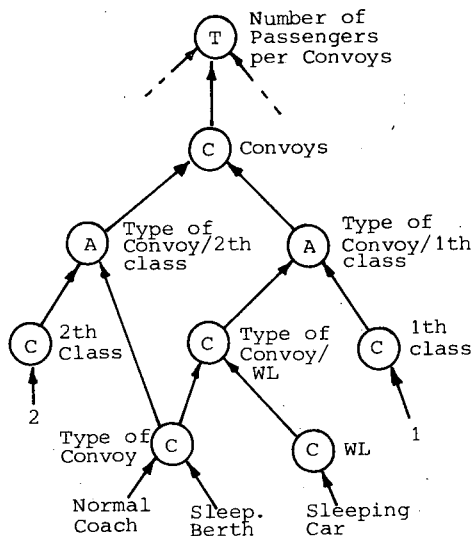 T
Number of
Passengers
per Convoys
C
Convoys
A
Type of
Convoy/2th
class
A
Type of
Convoy/1th
class
C
2th
Class
C
Type of
Convoy/
WL
C
1th
class
2
1
Type of
Convoy
C
C
WL
Normal
Coach
Sleep.
Berth
Sleeping
Car